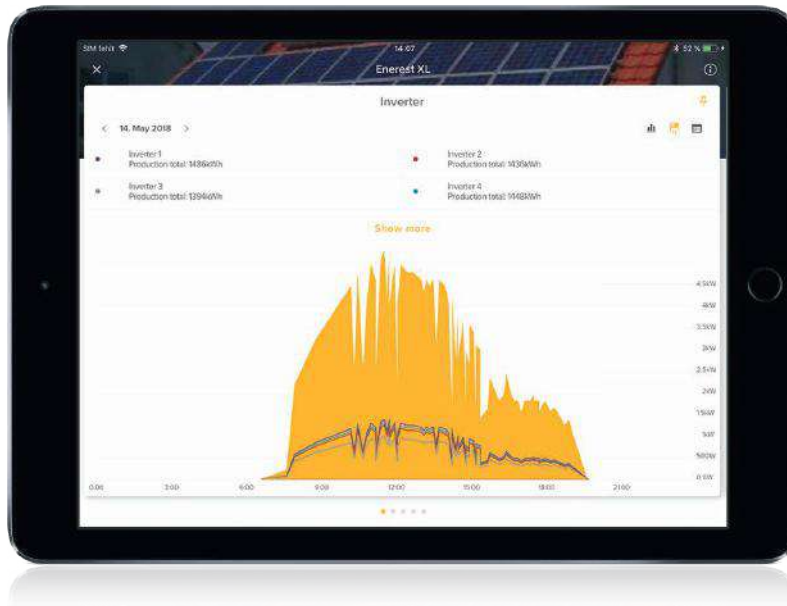 14:07
52 %
Enerest XL
Inverter
14. May 2018
Inverter 1
Production total: 1486kWh
Inverter 2
Production total: 1436kWh
Inverter 3
Production total: 1394kWh
Inverter 4
Production total: 1448kWh
Show more
4.5kW
4kW
3.5kW
3kW
2.5kW
2kW
1kW
500W
0 kW
0:00 3:00 6:00 9:00 12:00 15:00 18:00 21:00